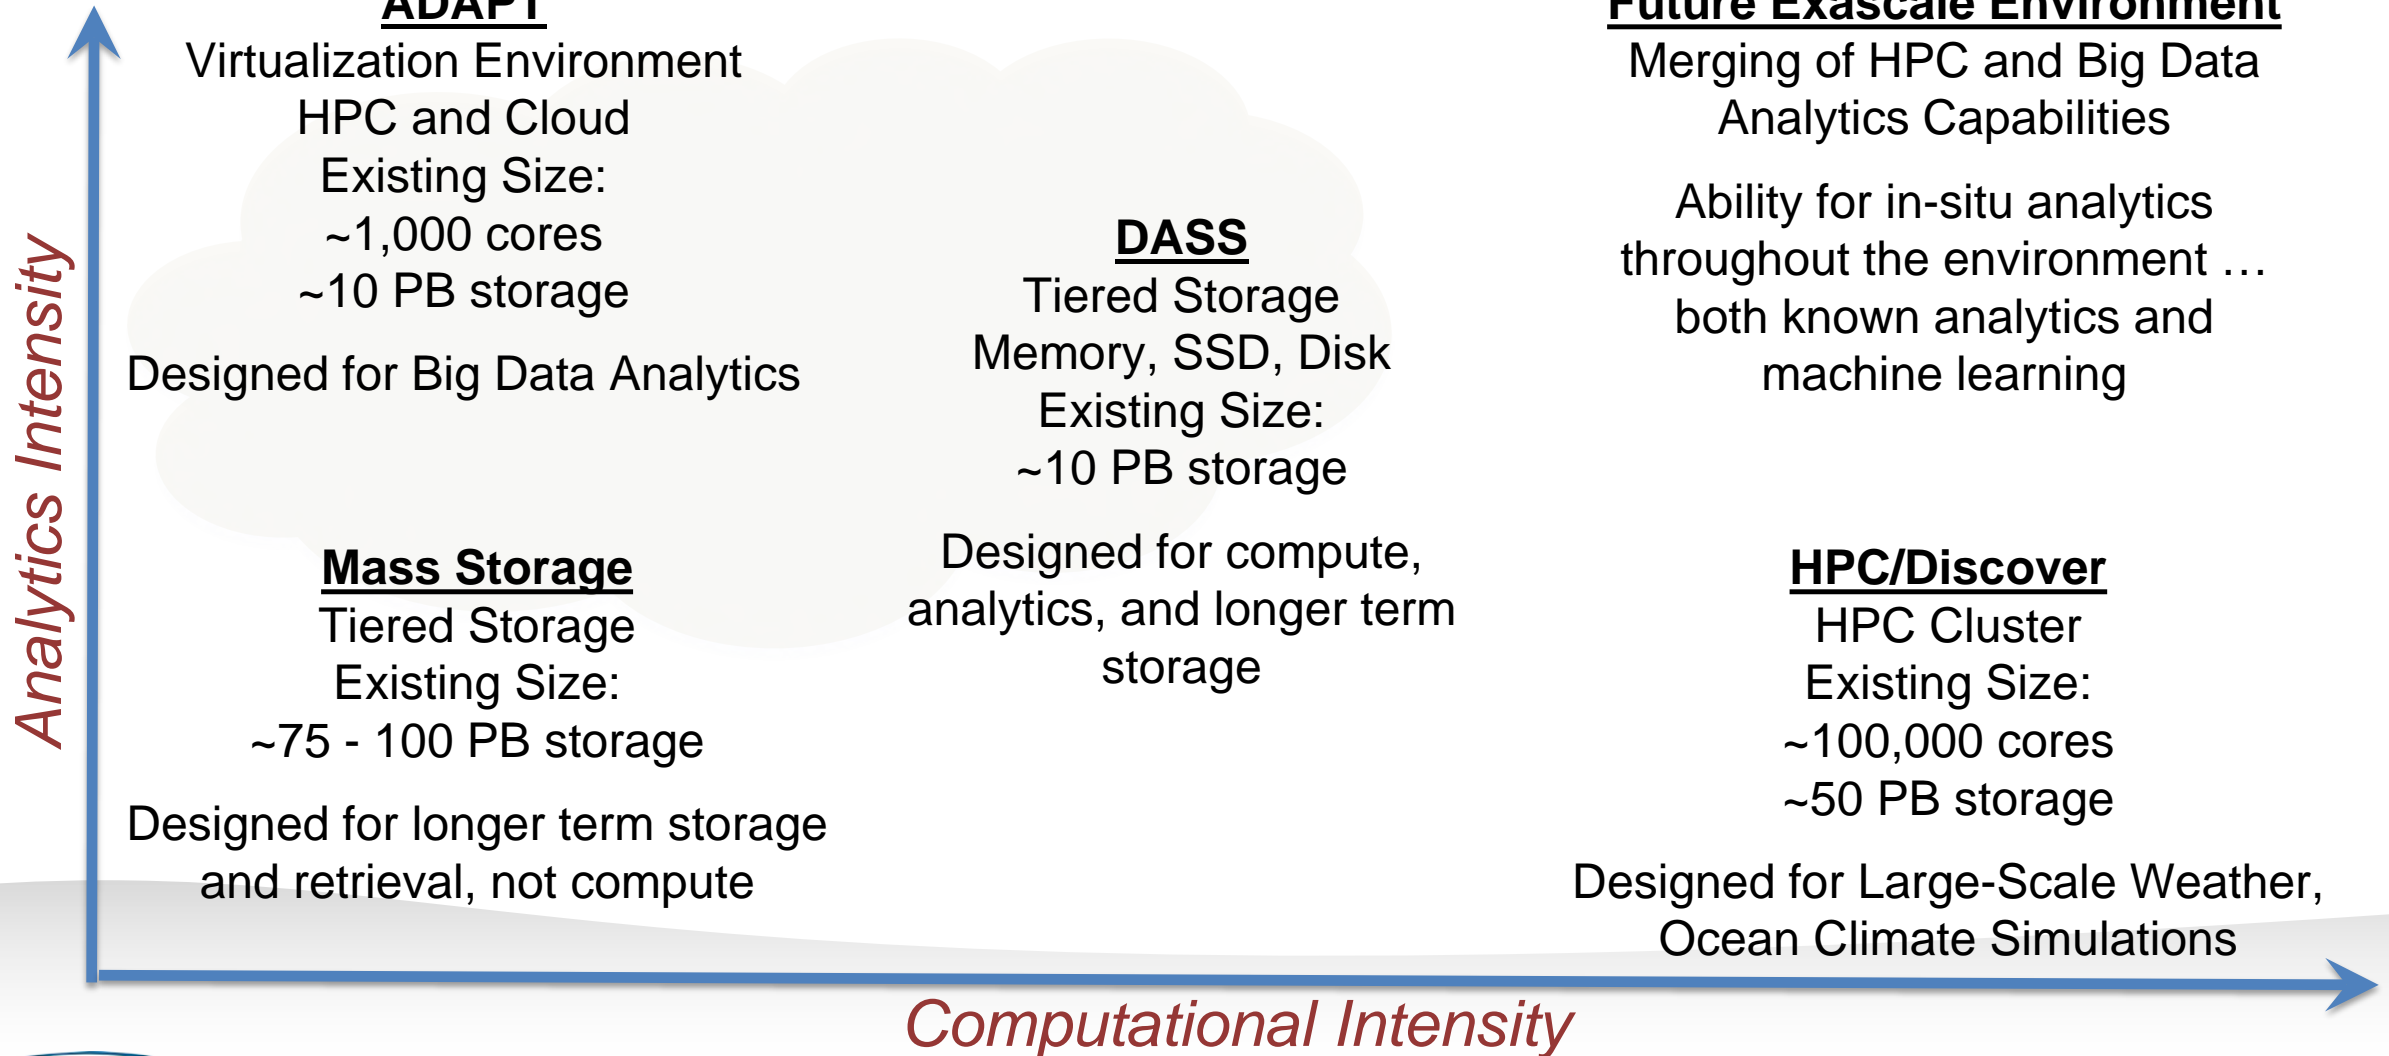 ADAPT
Virtualization Environment
HPC and Cloud
Existing Size:
~1,000 cores
~10 PB storage
Designed for Big Data Analytics
Future Exascale Environment
Merging of HPC and Big Data
Analytics Capabilities
Ability for in-situ analytics
throughout the environment …
both known analytics and
machine learning
DASS
Tiered Storage
Memory, SSD, Disk
Existing Size:
~10 PB storage
Designed for compute,
analytics, and longer term
storage
Analytics Intensity
Mass Storage
Tiered Storage
Existing Size:
~75 - 100 PB storage
Designed for longer term storage
and retrieval, not compute
HPC/Discover
HPC Cluster
Existing Size:
~100,000 cores
~50 PB storage
Designed for Large-Scale Weather,
Ocean Climate Simulations
Computational Intensity